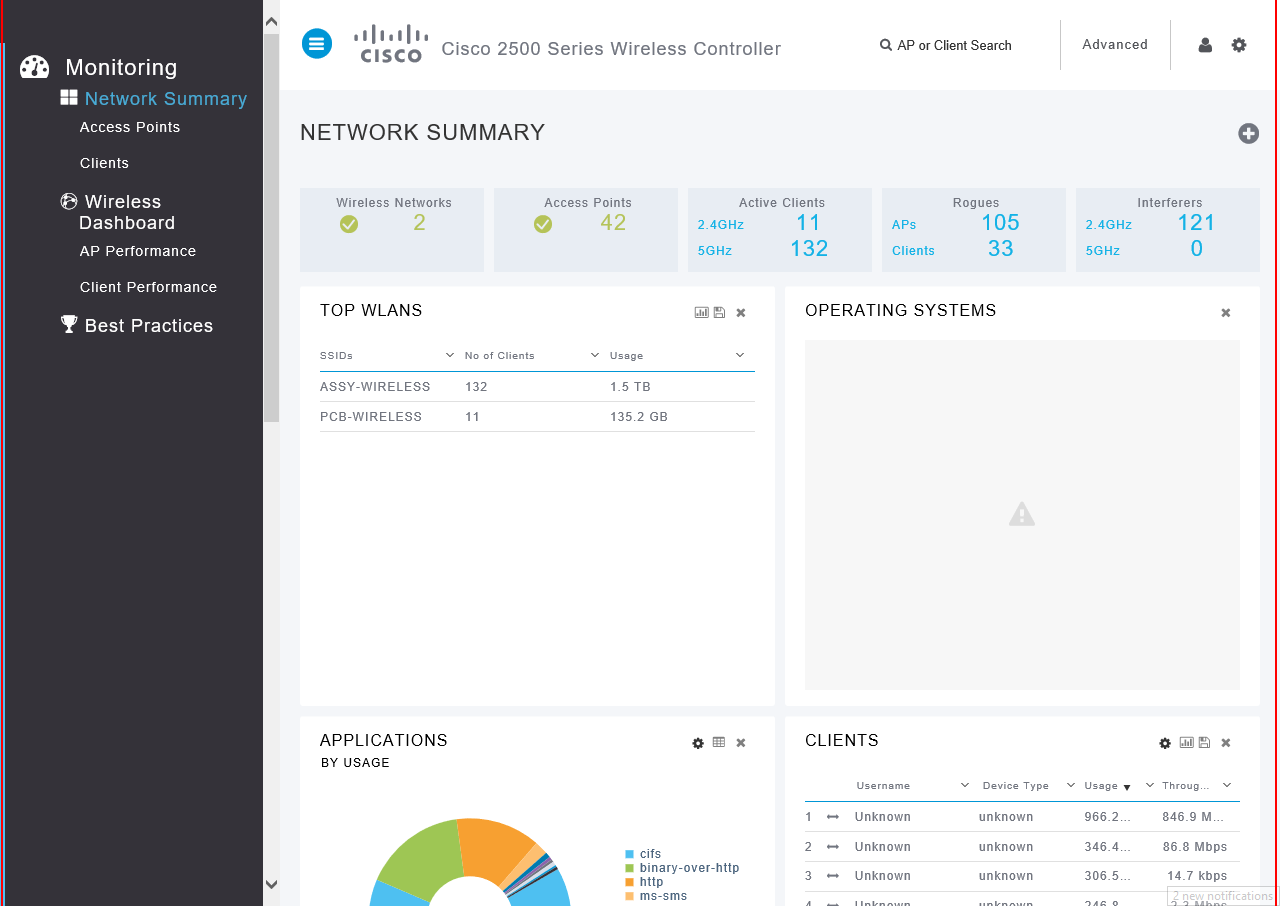 Monitoring
Network Summary
Access Points
Clients
Wireless
Dashboard
AP Performance
Client Performance
Best Practices
CISCO Cisco 2500 Series Wireless Controller
AP or Client Search
Advanced
NETWORK SUMMARY
Wireless Networks
2
Access Points
42
Active Clients
2.4GHz 11
5GHz 132
Rogues
APs 105
Clients 33
Interferers
2.4GHz 121
5GHz 0
TOP WLANS
SSIDs No of Clients Usage
ASSY-WIRELESS 132 1.5 TB
PCB-WIRELESS 11 135.2 GB
OPERATING SYSTEMS
APPLICATIONS
BY USAGE
cifs
binary-over-http
http
ms-sms
CLIENTS
Username Device Type Usage Throug...
1 Unknown unknown 966.2... 846.9 M...
2 Unknown unknown 346.4... 86.8 Mbps
3 Unknown unknown 306.5... 14.7 kbps
4 Unknown unknown 246.8
2 new notifications